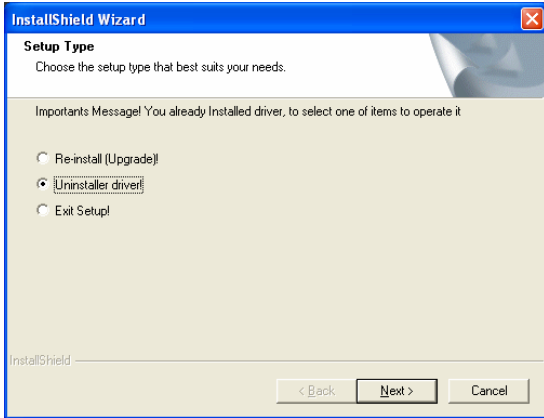 InstallShield Wizard
Setup Type
Choose the setup type that best suits your needs.
Importants Message! You already Installed driver, to select one of items to operate it
Re-install (Upgrade)!
Uninstaller driver!
Exit Setup!
InstallShield
< Back Next > Cancel